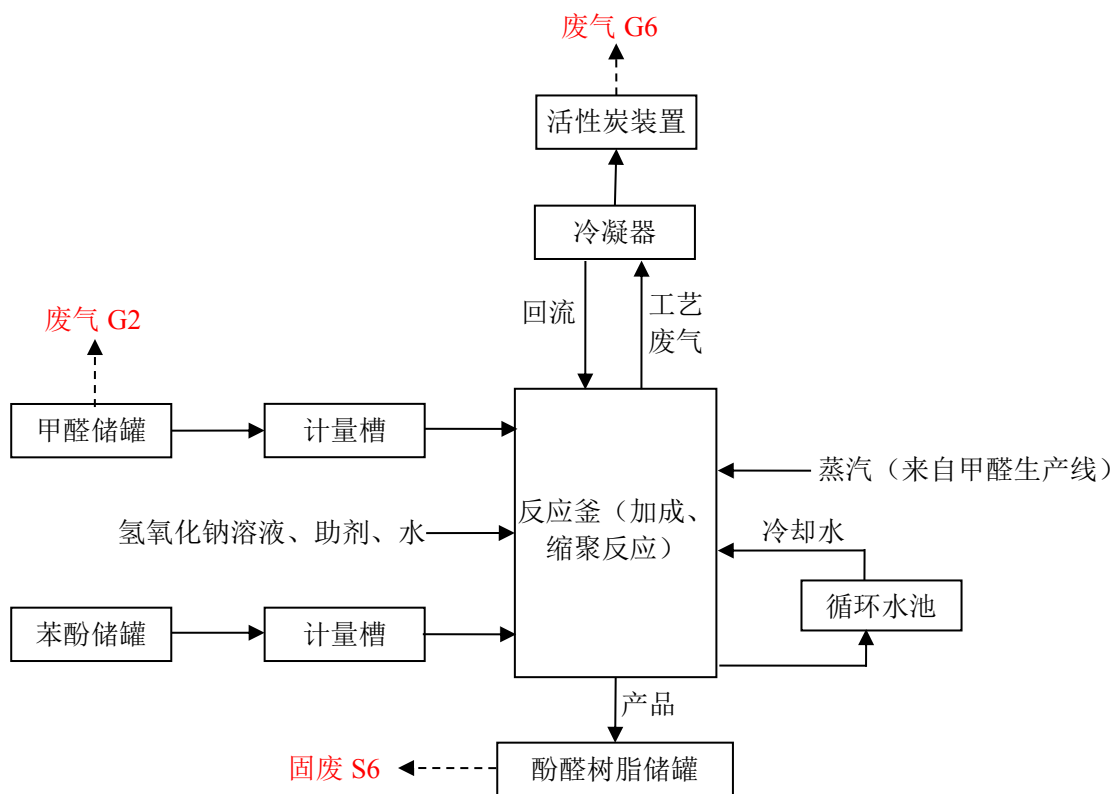 废气 G6
活性炭装置
冷凝器
回流
工艺
废气
废气 G2
甲醛储罐
计量槽
蒸汽（来自甲醛生产线）
氢氧化钠溶液、助剂、水
反应釜（加成、
缩聚反应）
冷却水
循环水池
苯酚储罐
计量槽
产品
固废 S6
酚醛树脂储罐